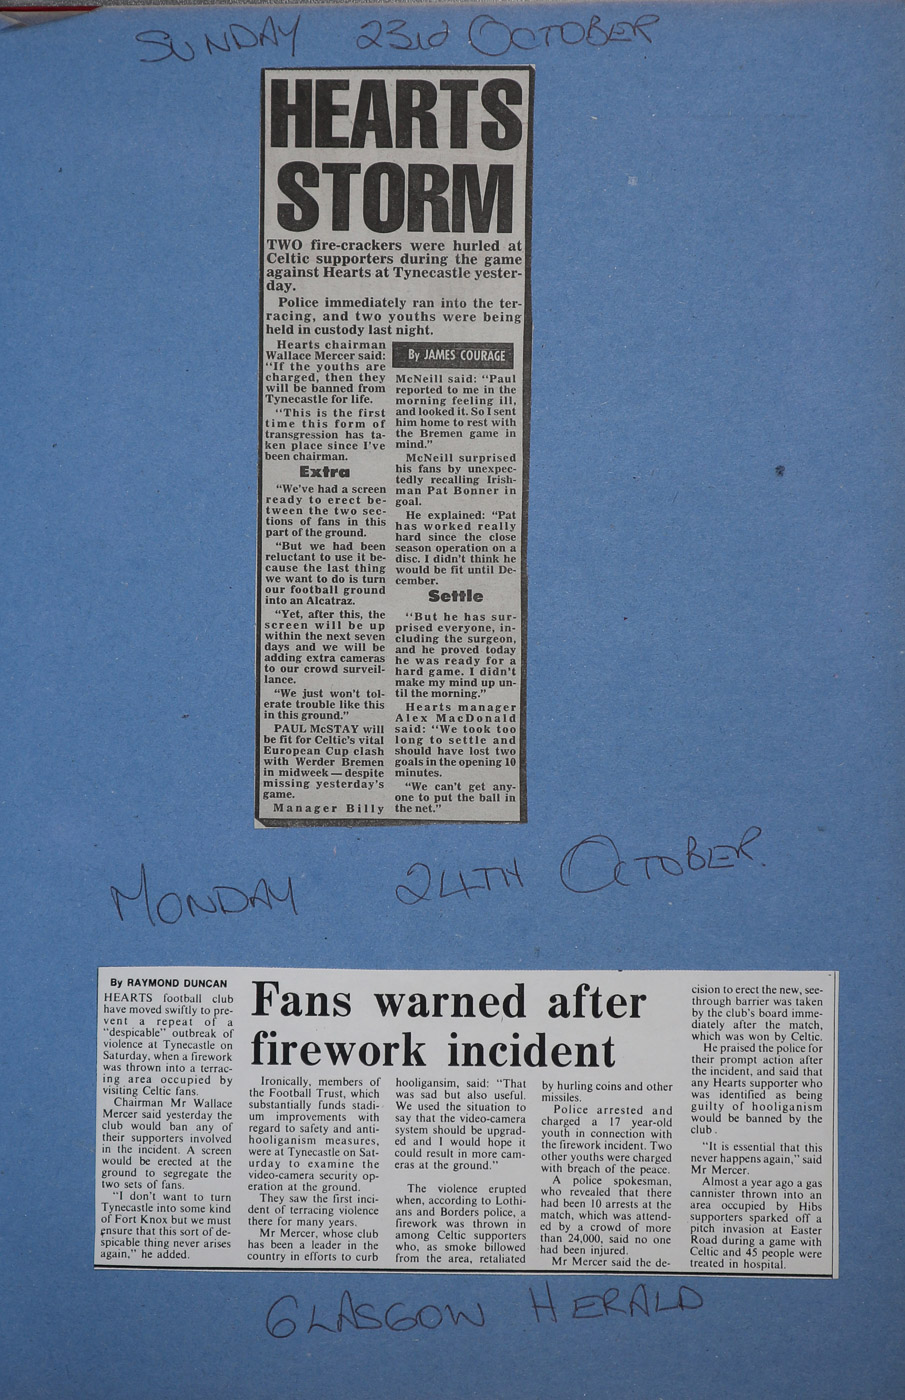 SUNDAY 23rd OCTOBER
HEARTS
STORM
TWO fire-crackers were hurled at
Celtic supporters during the game
against Hearts at Tynecastle yester-
day.
Police immediately ran into the ter-
racing, and two youths were being
held in custody last night.
Hearts chairman
Wallace Mercer said:
"If the youths are
charged, then they
will be banned from
Tynecastle for life.
"This is the first
time this form of
transgression has ta-
ken place since I've
been chairman.
Extra
"We've had a screen
ready to erect be-
tween the two sec-
tions of fans in this
part of the ground.
"But we had been
reluctant to use it be-
cause the last thing
we want to do is turn
our football ground
into an Alcatraz.
"Yet, after this, the
screen will be up
within the next seven
days and we will be
adding extra cameras
to our crowd surveil-
lance.
"We just won't tol-
erate trouble like this
in this ground."
PAUL McSTAY will
be fit for Celtic's vital
European Cup clash
with Werder Bremen
in midweek — despite
missing yesterday's
game.
Manager Billy
By JAMES COURAGE
McNeill said: "Paul
reported to me in the
morning feeling ill,
and looked it. So I sent
him home to rest with
the Bremen game in
mind."
McNeill surprised
his fans by unexpec-
tedly recalling Irish-
man Pat Bonner in
goal.
He explained: "Pat
has worked really
hard since the close
season operation on a
disc. I didn't think he
would be fit until De-
cember.
Settle
"But he has sur-
prised everyone, in-
cluding the surgeon,
and he proved today
he was ready for a
hard game. I didn't
make my mind up un-
til the morning."
Hearts manager
Alex MacDonald
said: "We took too
long to settle and
should have lost two
goals in the opening 10
minutes.
"We can't get any-
one to put the ball in
the net."
MONDAY 24TH OCTOBER.
By RAYMOND DUNCAN
HEARTS football club
have moved swiftly to pre-
vent a repeat of a
"despicable" outbreak of
violence at Tynecastle on
Saturday, when a firework
was thrown into a terrac-
ing area occupied by
visiting Celtic fans.
Chairman Mr Wallace
Mercer said yesterday the
club would ban any of
their supporters involved
in the incident. A screen
would be erected at the
ground to segregate the
two sets of fans.
"I don't want to turn
Tynecastle into some kind
of Fort Knox but we must
ensure that this sort of de-
spicable thing never arises
again," he added.
Fans warned after
firework incident
Ironically, members of
the Football Trust, which
substantially funds stadi-
um improvements with
regard to safety and anti-
hooliganism measures,
were at Tynecastle on Sat-
urday to examine the
video-camera security op-
eration at the ground.
They saw the first inci-
dent of terracing violence
there for many years.
Mr Mercer, whose club
has been a leader in the
country in efforts to curb
hooligansim, said: "That
was sad but also useful.
We used the situation to
say that the video-camera
system should be upgrad-
ed and I would hope it
could result in more cam-
eras at the ground."
The violence erupted
when, according to Lothi-
ans and Borders police, a
firework was thrown in
among Celtic supporters
who, as smoke billowed
from the area, retaliated
by hurling coins and other
missiles.
Police arrested and
charged a 17 year-old
youth in connection with
the firework incident. Two
other youths were charged
with breach of the peace.
A police spokesman,
who revealed that there
had been 10 arrests at the
match, which was attend-
ed by a crowd of more
than 24,000, said no one
had been injured.
Mr Mercer said the de-
cision to erect the new, see-
through barrier was taken
by the club's board imme-
diately after the match,
which was won by Celtic.
He praised the police for
their prompt action after
the incident, and said that
any Hearts supporter who
was identified as being
guilty of hooliganism
would be banned by the
club.
"It is essential that this
never happens again," said
Mr Mercer.
Almost a year ago a gas
cannister thrown into an
area occupied by Hibs
supporters sparked off a
pitch invasion at Easter
Road during a game with
Celtic and 45 people were
treated in hospital.
GLASGOW HERALD